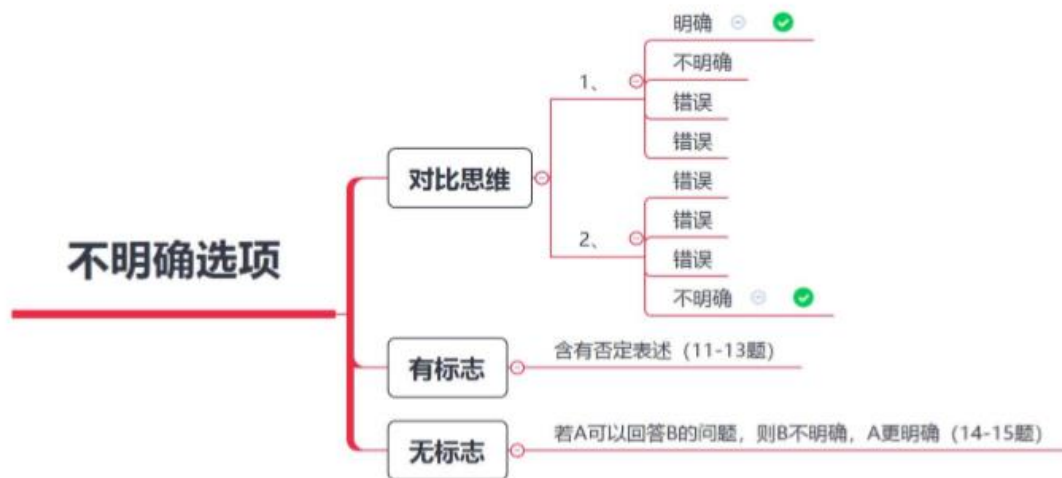 不明确选项
对比思维
1、
明确
不明确
错误
错误
2、
错误
错误
错误
不明确
有标志
含有否定表述（11-13题）
无标志
若A可以回答B的问题，则B不明确，A更明确（14-15题）